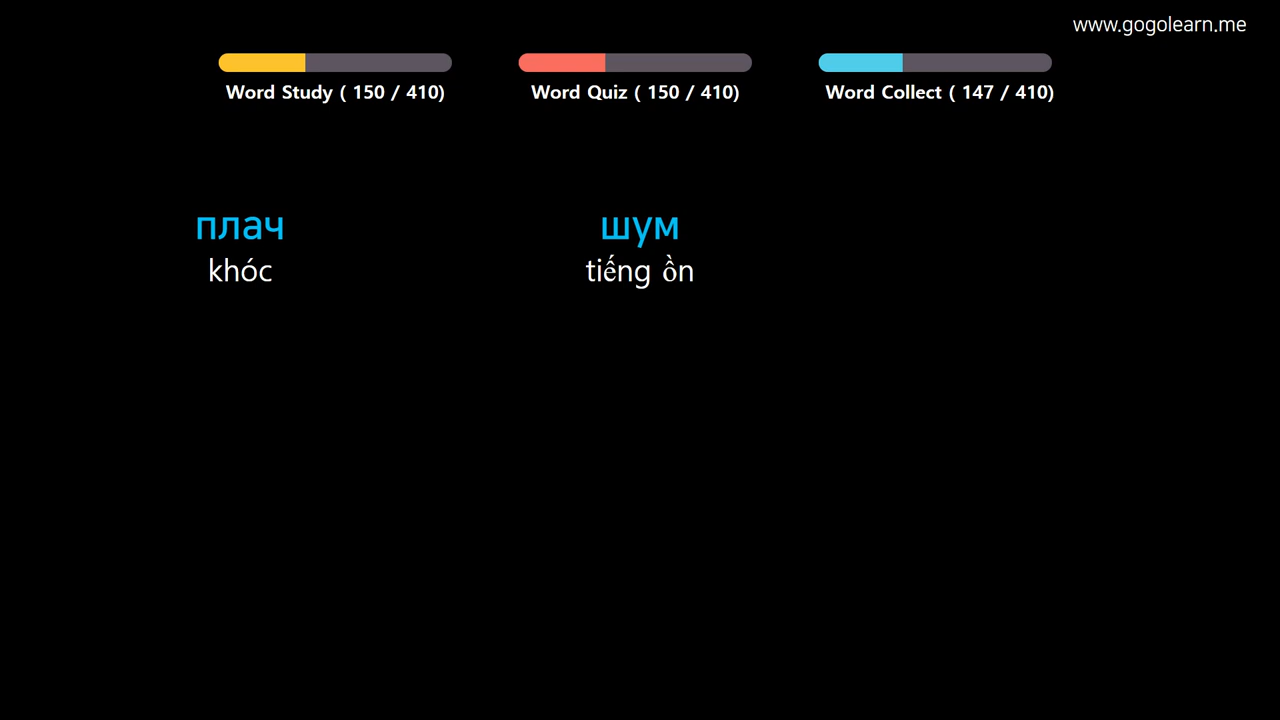 www.gogolearn.me
Word Study ( 150 / 410)
Word Quiz ( 150 / 410)
Word Collect ( 147 / 410)
плач
khóc
шум
tiếng ồn